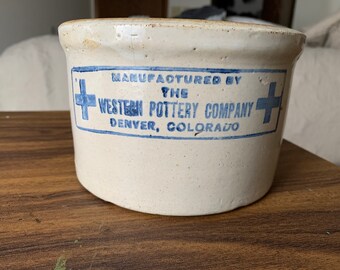 MANUFACTURED BY
THE
WESTERN POTTERY COMPANY
DENVER, COLORADO